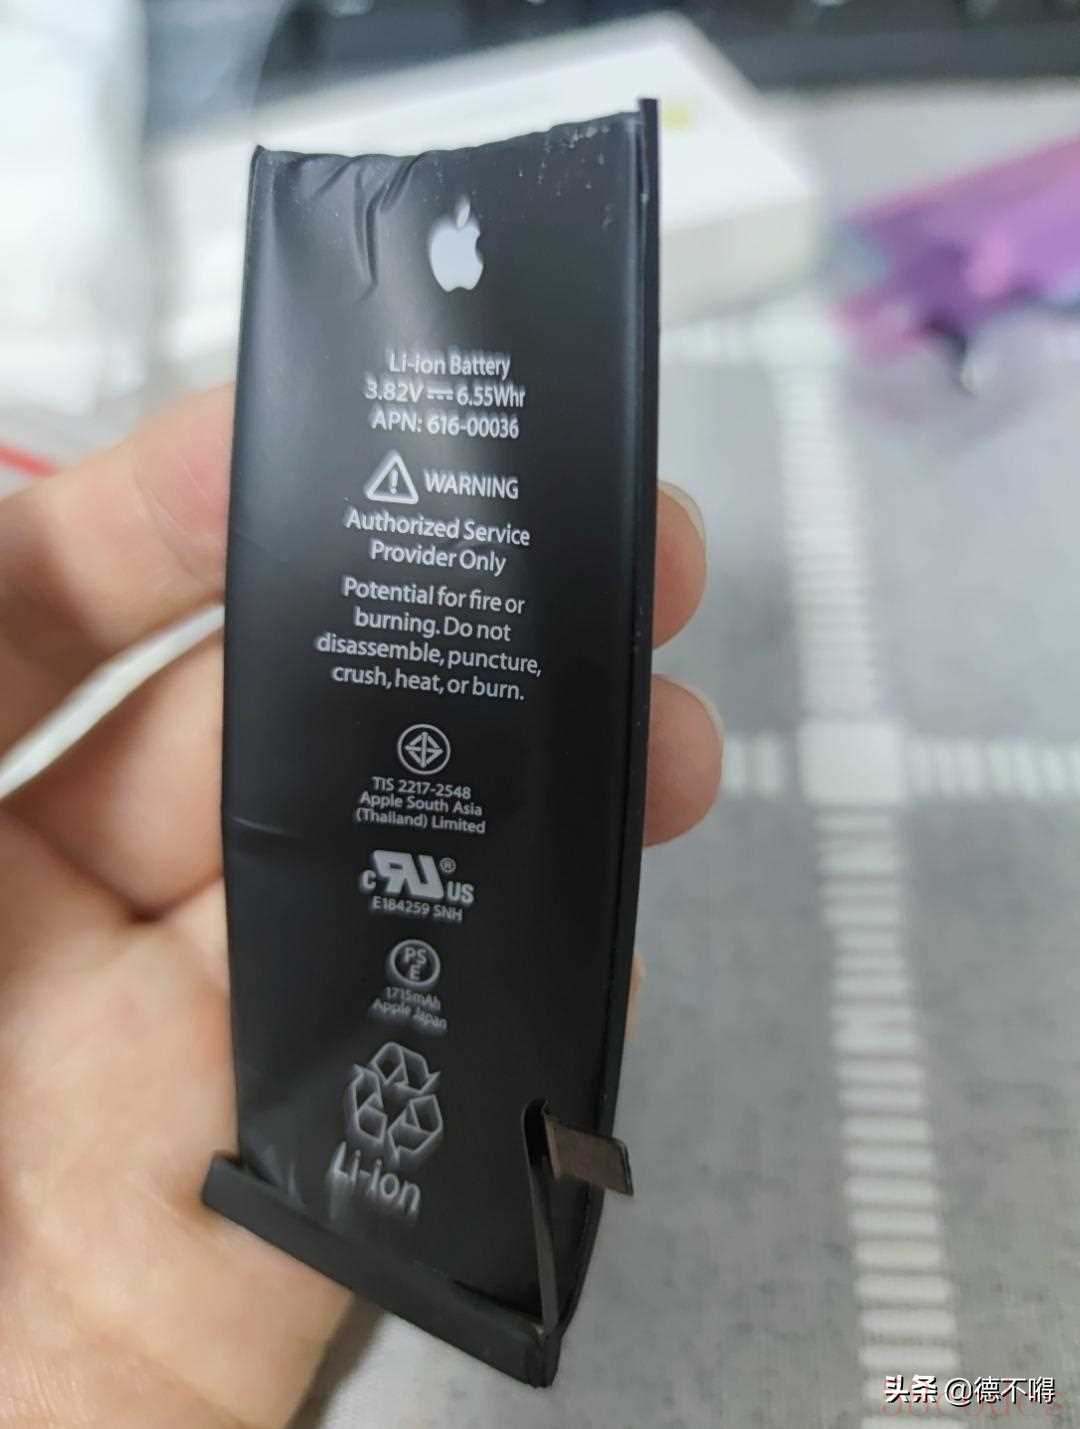 Li-ion Battery
3.82V 6.55Whr
APN: 616-00036
WARNING
Authorized Service
Provider Only
Potential for fire or
burning. Do not
disassemble, puncture,
crush, heat, or burn.
TIS 2217-2548
Apple South Asia
(Thailand) Limited
c RU ® US
E184259 SNH
PS
E
1715mAh
Apple Japan
Li-ion
头条 @德不嘚